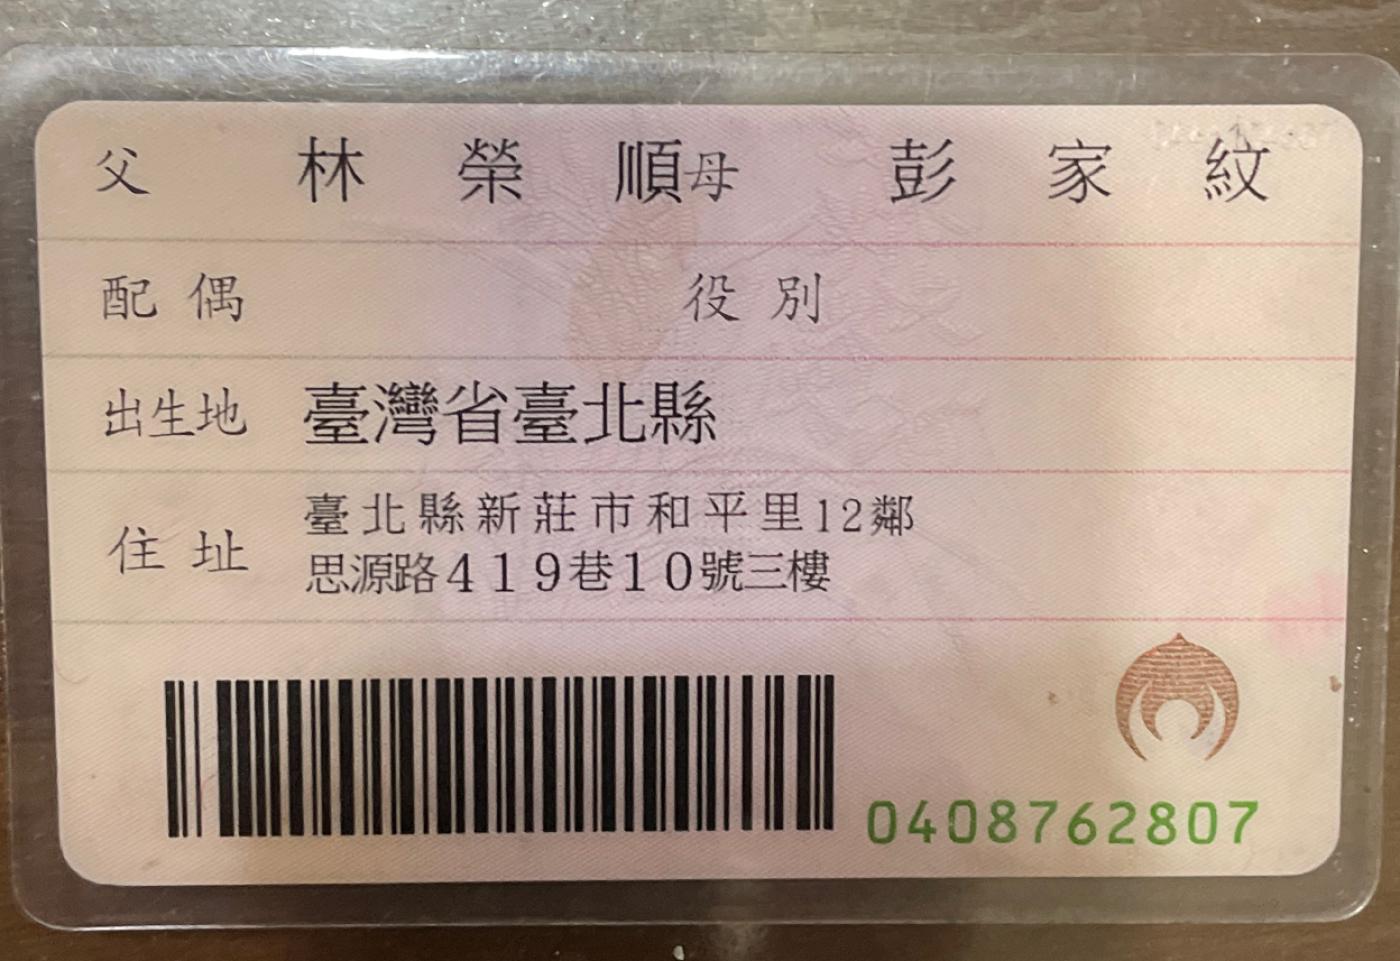 父 林榮順 母 彭家紋
配偶 役別
出生地 臺灣省臺北縣
住址 臺北縣新莊市和平里12鄰
思源路419巷10號三樓
0408762807